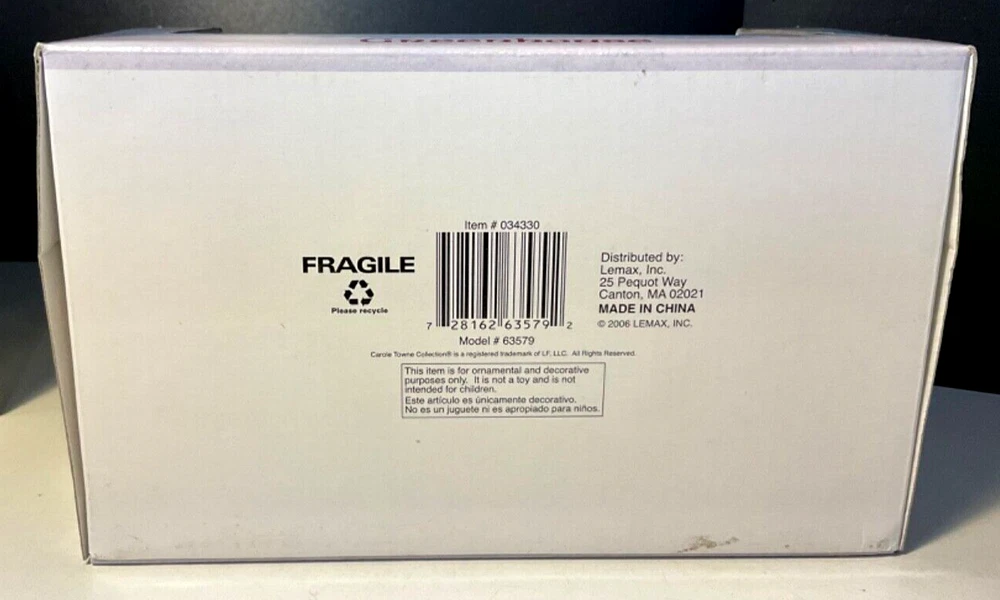 Greenhouse
Item # 034330
FRAGILE
Please recycle
7 28162 63579 2
Model # 63579
Distributed by:
Lemax, Inc.
25 Pequot Way
Canton, MA 02021
MADE IN CHINA
© 2006 LEMAX, INC.
Carole Towne Collection® is a registered trademark of LF, LLC. All Rights Reserved.
This item is for ornamental and decorative
purposes only. It is not a toy and is not
intended for children.
Este artículo es únicamente decorativo.
No es un juguete ni es apropiado para niños.